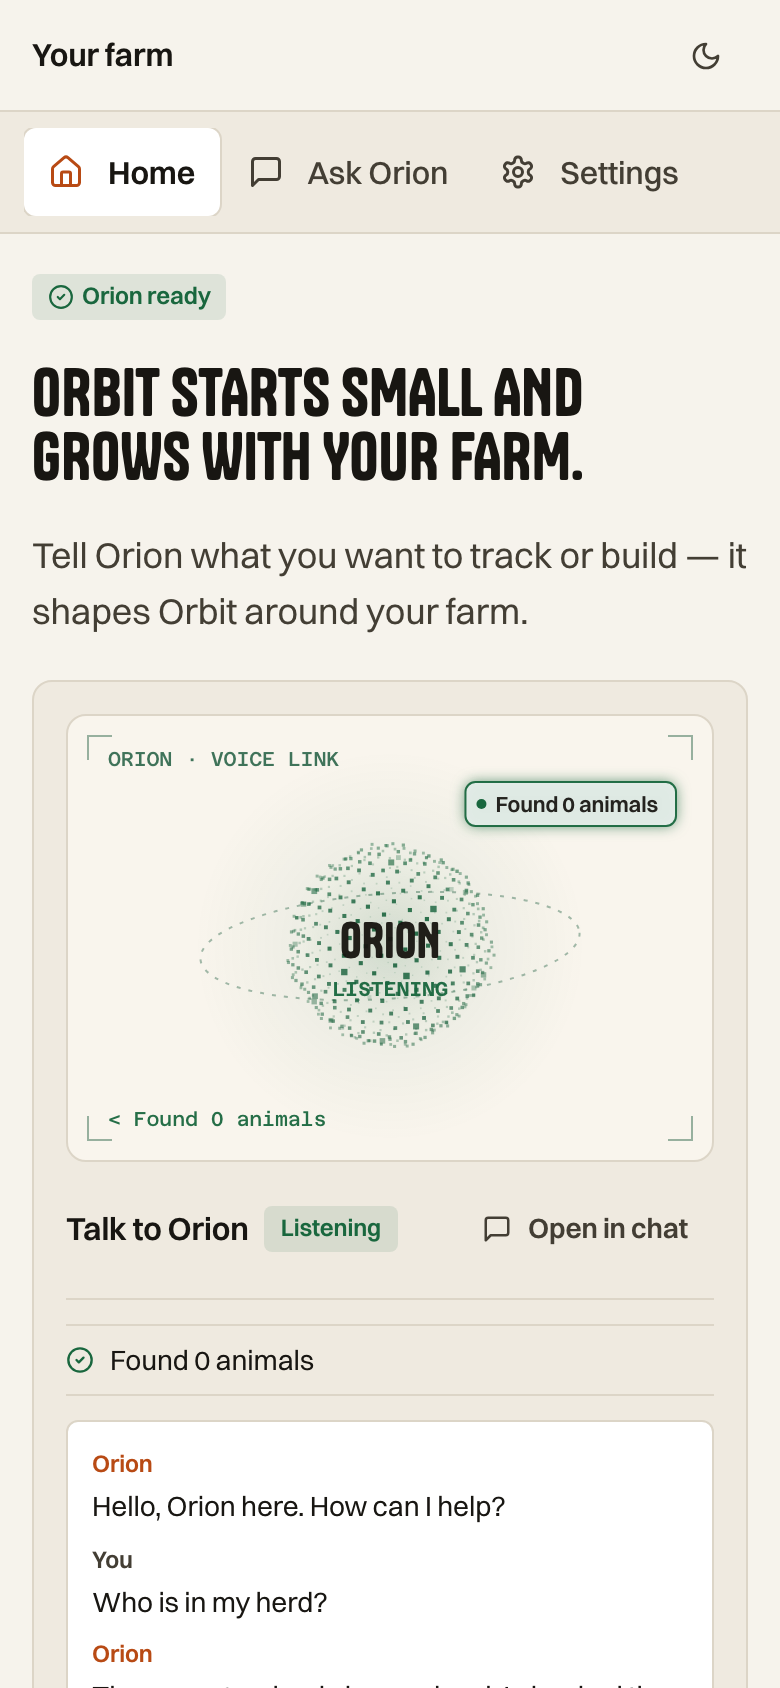 Your farm
Home
Ask Orion
Settings
Orion ready
ORBIT STARTS SMALL AND
GROWS WITH YOUR FARM.
Tell Orion what you want to track or build — it
shapes Orbit around your farm.
ORION · VOICE LINK
Found 0 animals
ORION
LISTENING
< Found 0 animals
Talk to Orion
Listening
Open in chat
Found 0 animals
Orion
Hello, Orion here. How can I help?
You
Who is in my herd?
Orion